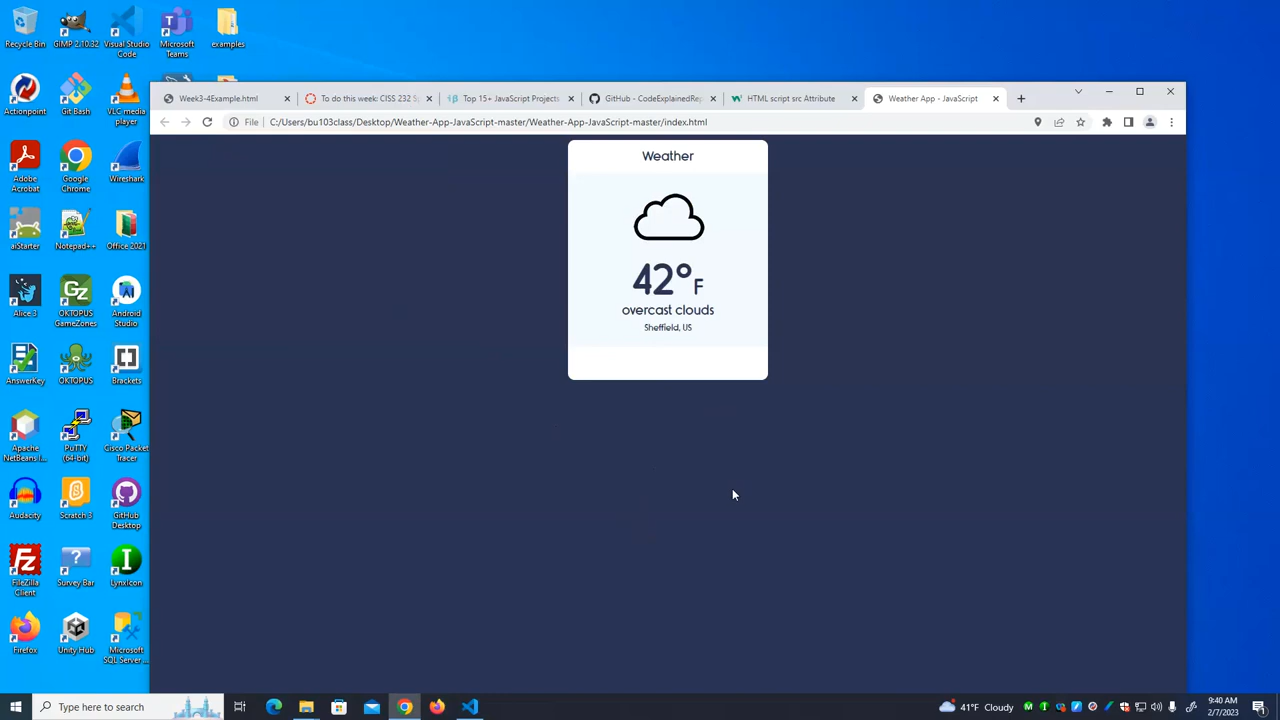 Recycle Bin
GIMP 2.10.32
Visual Studio
Code
Microsoft
Teams
examples
Actionpoint
Git Bash
VLC media
player
Adobe
Acrobat
Google
Chrome
Wireshark
aiStarter
Notepad++
Office 2021
Alice 3
OKTOPUS
GameZones
Android
Studio
AnswerKey
OKTOPUS
Brackets
Apache
NetBeans I...
PuTTY
(64-bit)
Cisco Packet
Tracer
Audacity
Scratch 3
GitHub
Desktop
FileZilla
Client
Survey Bar
Lynxicon
Firefox
Unity Hub
Microsoft
SQL Server ...
Week3-4Example.html
To do this week: CISS 232 S
Top 15+ JavaScript Projects
GitHub - CodeExplainedRep
HTML script src Attribute
Weather App - JavaScript
File
C:/Users/bu103class/Desktop/Weather-App-JavaScript-master/Weather-App-JavaScript-master/index.html
Weather
42°F
overcast clouds
Sheffield, US
Type here to search
41°F Cloudy
9:40 AM
2/7/2023